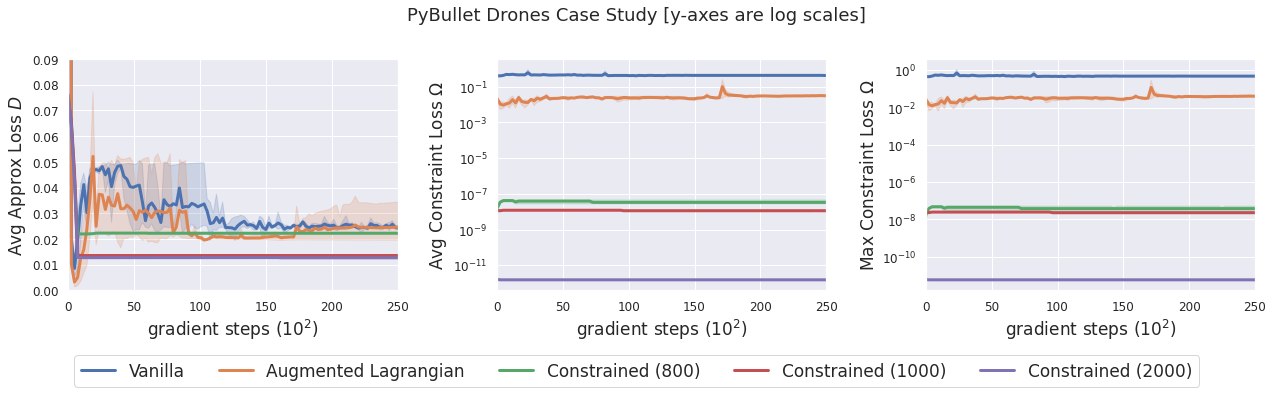 PyBullet Drones Case Study [y-axes are log scales]
Avg Approx Loss D
0.09
0.08
0.07
0.06
0.05
0.04
0.03
0.02
0.01
0.00
0 50 100 150 200 250
gradient steps (10²)
Avg Constraint Loss Ω
10⁻¹
10⁻³
10⁻⁵
10⁻⁷
10⁻⁹
10⁻¹¹
0 50 100 150 200 250
gradient steps (10²)
Max Constraint Loss Ω
10⁰
10⁻²
10⁻⁴
10⁻⁶
10⁻⁸
10⁻¹⁰
0 50 100 150 200 250
gradient steps (10²)
Vanilla Augmented Lagrangian Constrained (800) Constrained (1000) Constrained (2000)